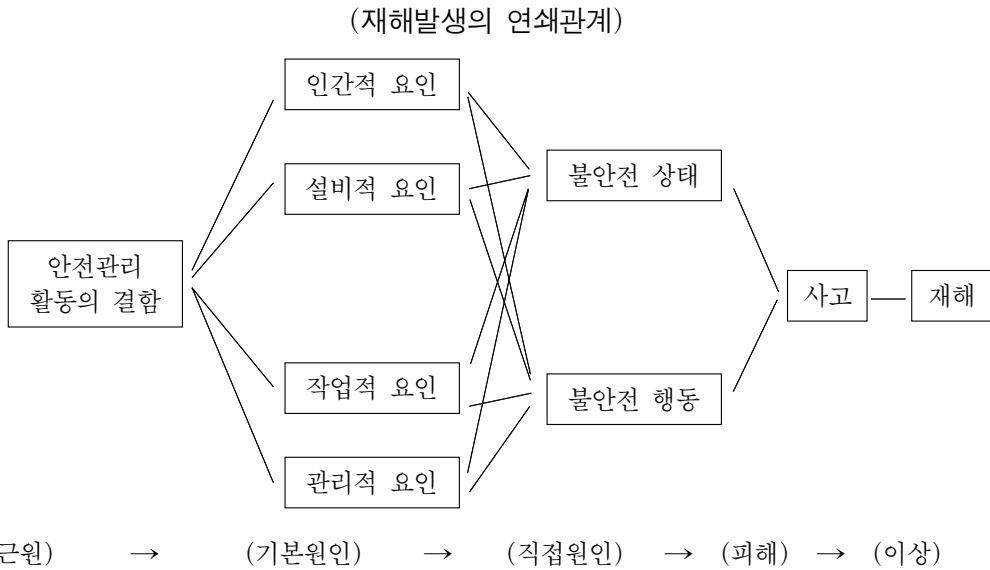 (재해발생의 연쇄관계)
인간적 요인
설비적 요인
불안전 상태
안전관리
활동의 결함
사고
재해
작업적 요인
불안전 행동
관리적 요인
근원) → (기본원인) → (직접원인) → (피해) → (이상)